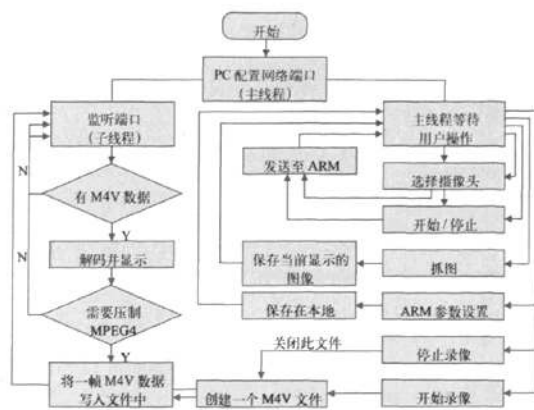 开始
PC 配置网络端口
(主线程)
监听端口
(子线程)
主线程等待
用户操作
发送至 ARM
选择摄像头
N
有 M4V 数据
开始 / 停止
Y
N
解码并显示
保存当前显示的
图像
抓图
需要压制
MPEG4
保存在本地
ARM 参数设置
Y
关闭此文件
停止录像
将一帧 M4V 数据
写入文件中
创建一个 M4V 文件
开始录像